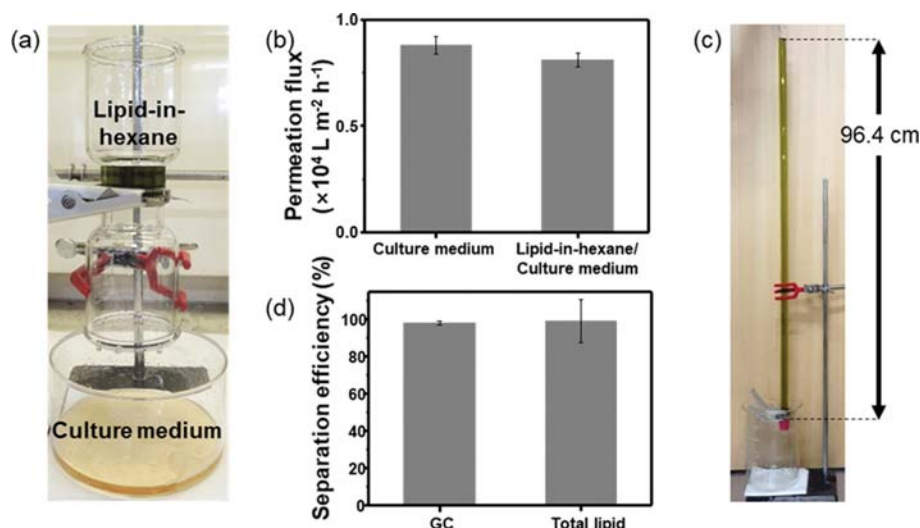 (a)
Lipid-in-
hexane
Culture medium
(b)
Permeation flux
(×10⁴ L m⁻² h⁻¹)
1.0
0.5
0.0
Culture medium
Lipid-in-hexane/
Culture medium
(c)
96.4 cm
(d)
Separation efficiency (%)
100
80
60
40
20
0
GC
Total lipid